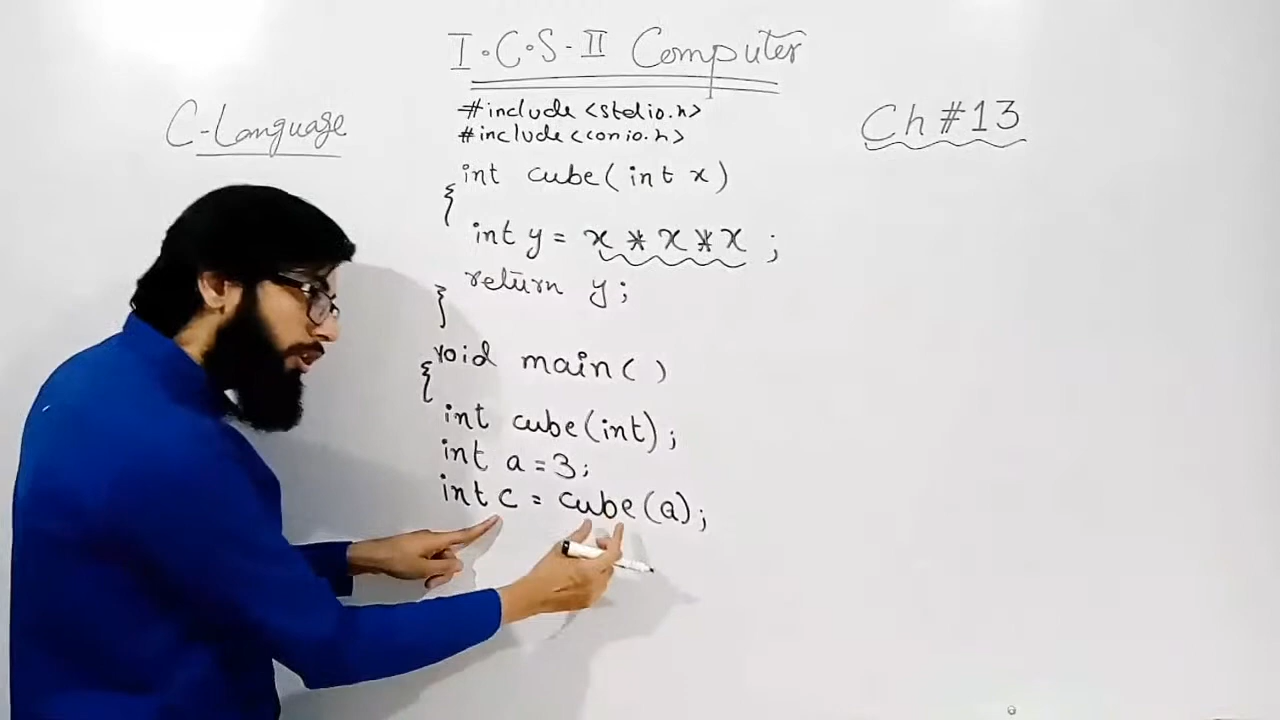 I.C.S-II Computer
C-Language
Ch #13
#include <stdio.h>
#include <conio.h>
int cube(int x)
{
int y = x * x * x ;
return y ;
}
void main( )
{
int cube(int) ;
int a = 3;
int c = cube(a);